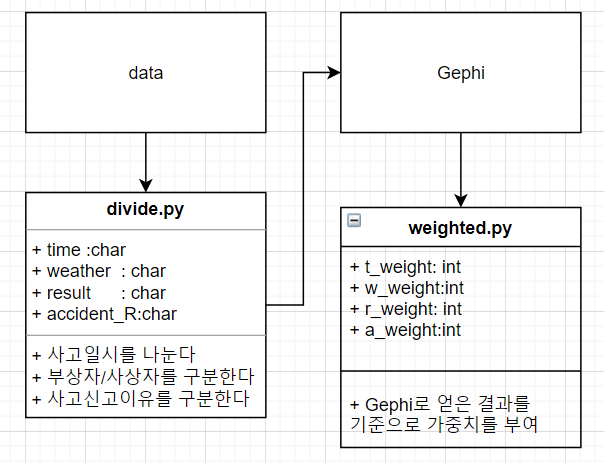 data
Gephi
divide.py
+ time :char
+ weather : char
+ result : char
+ accident_R:char
+ 사고일시를 나눈다
+ 부상자/사상자를 구분한다
+ 사고신고이유를 구분한다
weighted.py
+ t_weight: int
+ w_weight:int
+ r_weight: int
+ a_weight:int
+ Gephi로 얻은 결과를
기준으로 가중치를 부여